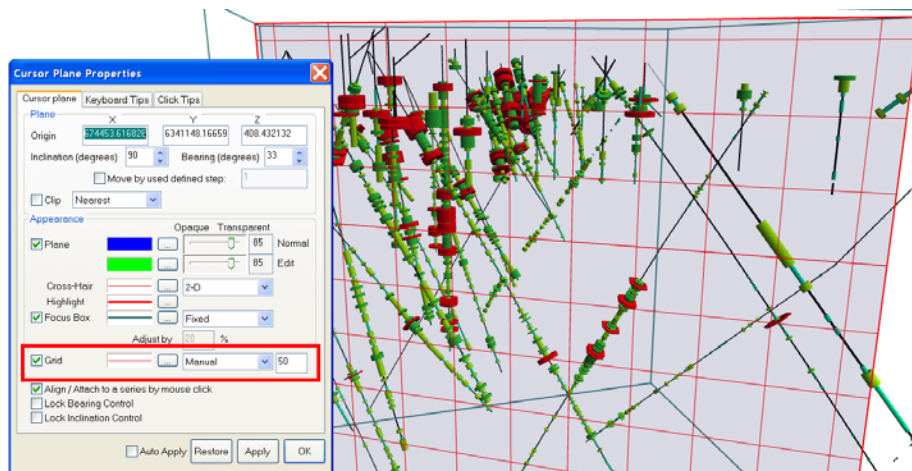 Cursor Plane Properties
Cursor plane Keyboard Tips Click Tips
Plane
X Y Z
Origin 674453.616828 6341148.16659 408.432132
Inclination (degrees) 90 Bearing (degrees) 33
Move by used defined step: 1
Clip Nearest
Appearance
Opaque Transparent
Plane ... 85 Normal
... 85 Edit
Cross-Hair ... 2-D
Highlight ...
Focus Box ... Fixed
Adjust by 20 %
Grid ... Manual 50
Align / Attach to a series by mouse click
Lock Bearing Control
Lock Inclination Control
Auto Apply Restore Apply OK